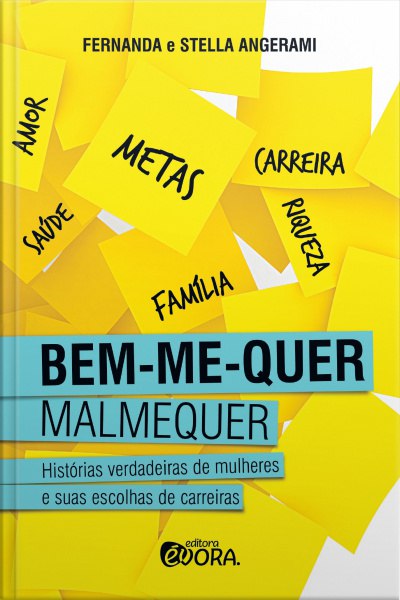 FERNANDA e STELLA ANGERAMI
AMOR
METAS
CARREIRA
SAÚDE
RIQUEZA
FAMÍLIA
BEM-ME-QUER
MALMEQUER
Histórias verdadeiras de mulheres
e suas escolhas de carreiras
editora
ÉVORA.